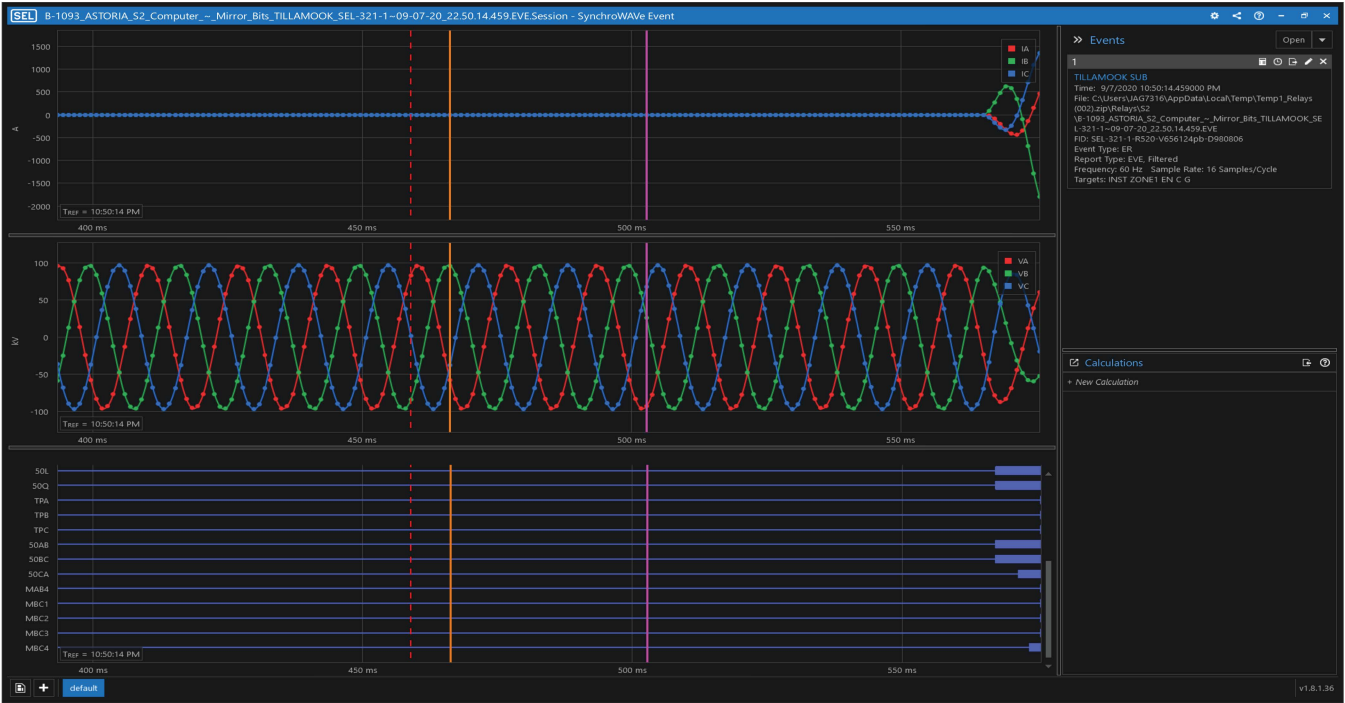 SEL B-1093_ASTORIA_S2_Computer_~_Mirror_Bits_TILLAMOOK_SEL-321-1~09-07-20_22.50.14.459.EVE.Session - SynchroWAVe Event
1500
1000
500
0
-500
-1000
-1500
-2000
A
IA
IB
IC
TREF = 10:50:14 PM
400 ms
450 ms
500 ms
550 ms
100
50
0
-50
-100
kV
VA
VB
VC
TREF = 10:50:14 PM
400 ms
450 ms
500 ms
550 ms
50L
50Q
TPA
TPB
TPC
50AB
50BC
50CA
MAB4
MBC1
MBC2
MBC3
MBC4
TREF = 10:50:14 PM
400 ms
450 ms
500 ms
550 ms
default
Events
Open
1
TILLAMOOK SUB
Time: 9/7/2020 10:50:14.459000 PM
File: C:\Users\JAG7316\AppData\Local\Temp\Temp1_Relays
(002).zip\Relays\S2
\B-1093_ASTORIA_S2_Computer_~_Mirror_Bits_TILLAMOOK_SE
L-321-1~09-07-20_22.50.14.459.EVE
FID: SEL-321-1-R520-V656124pb-D980806
Event Type: ER
Report Type: EVE, Filtered
Frequency: 60 Hz Sample Rate: 16 Samples/Cycle
Targets: INST ZONE1 EN C G
Calculations
+ New Calculation
v1.8.1.36